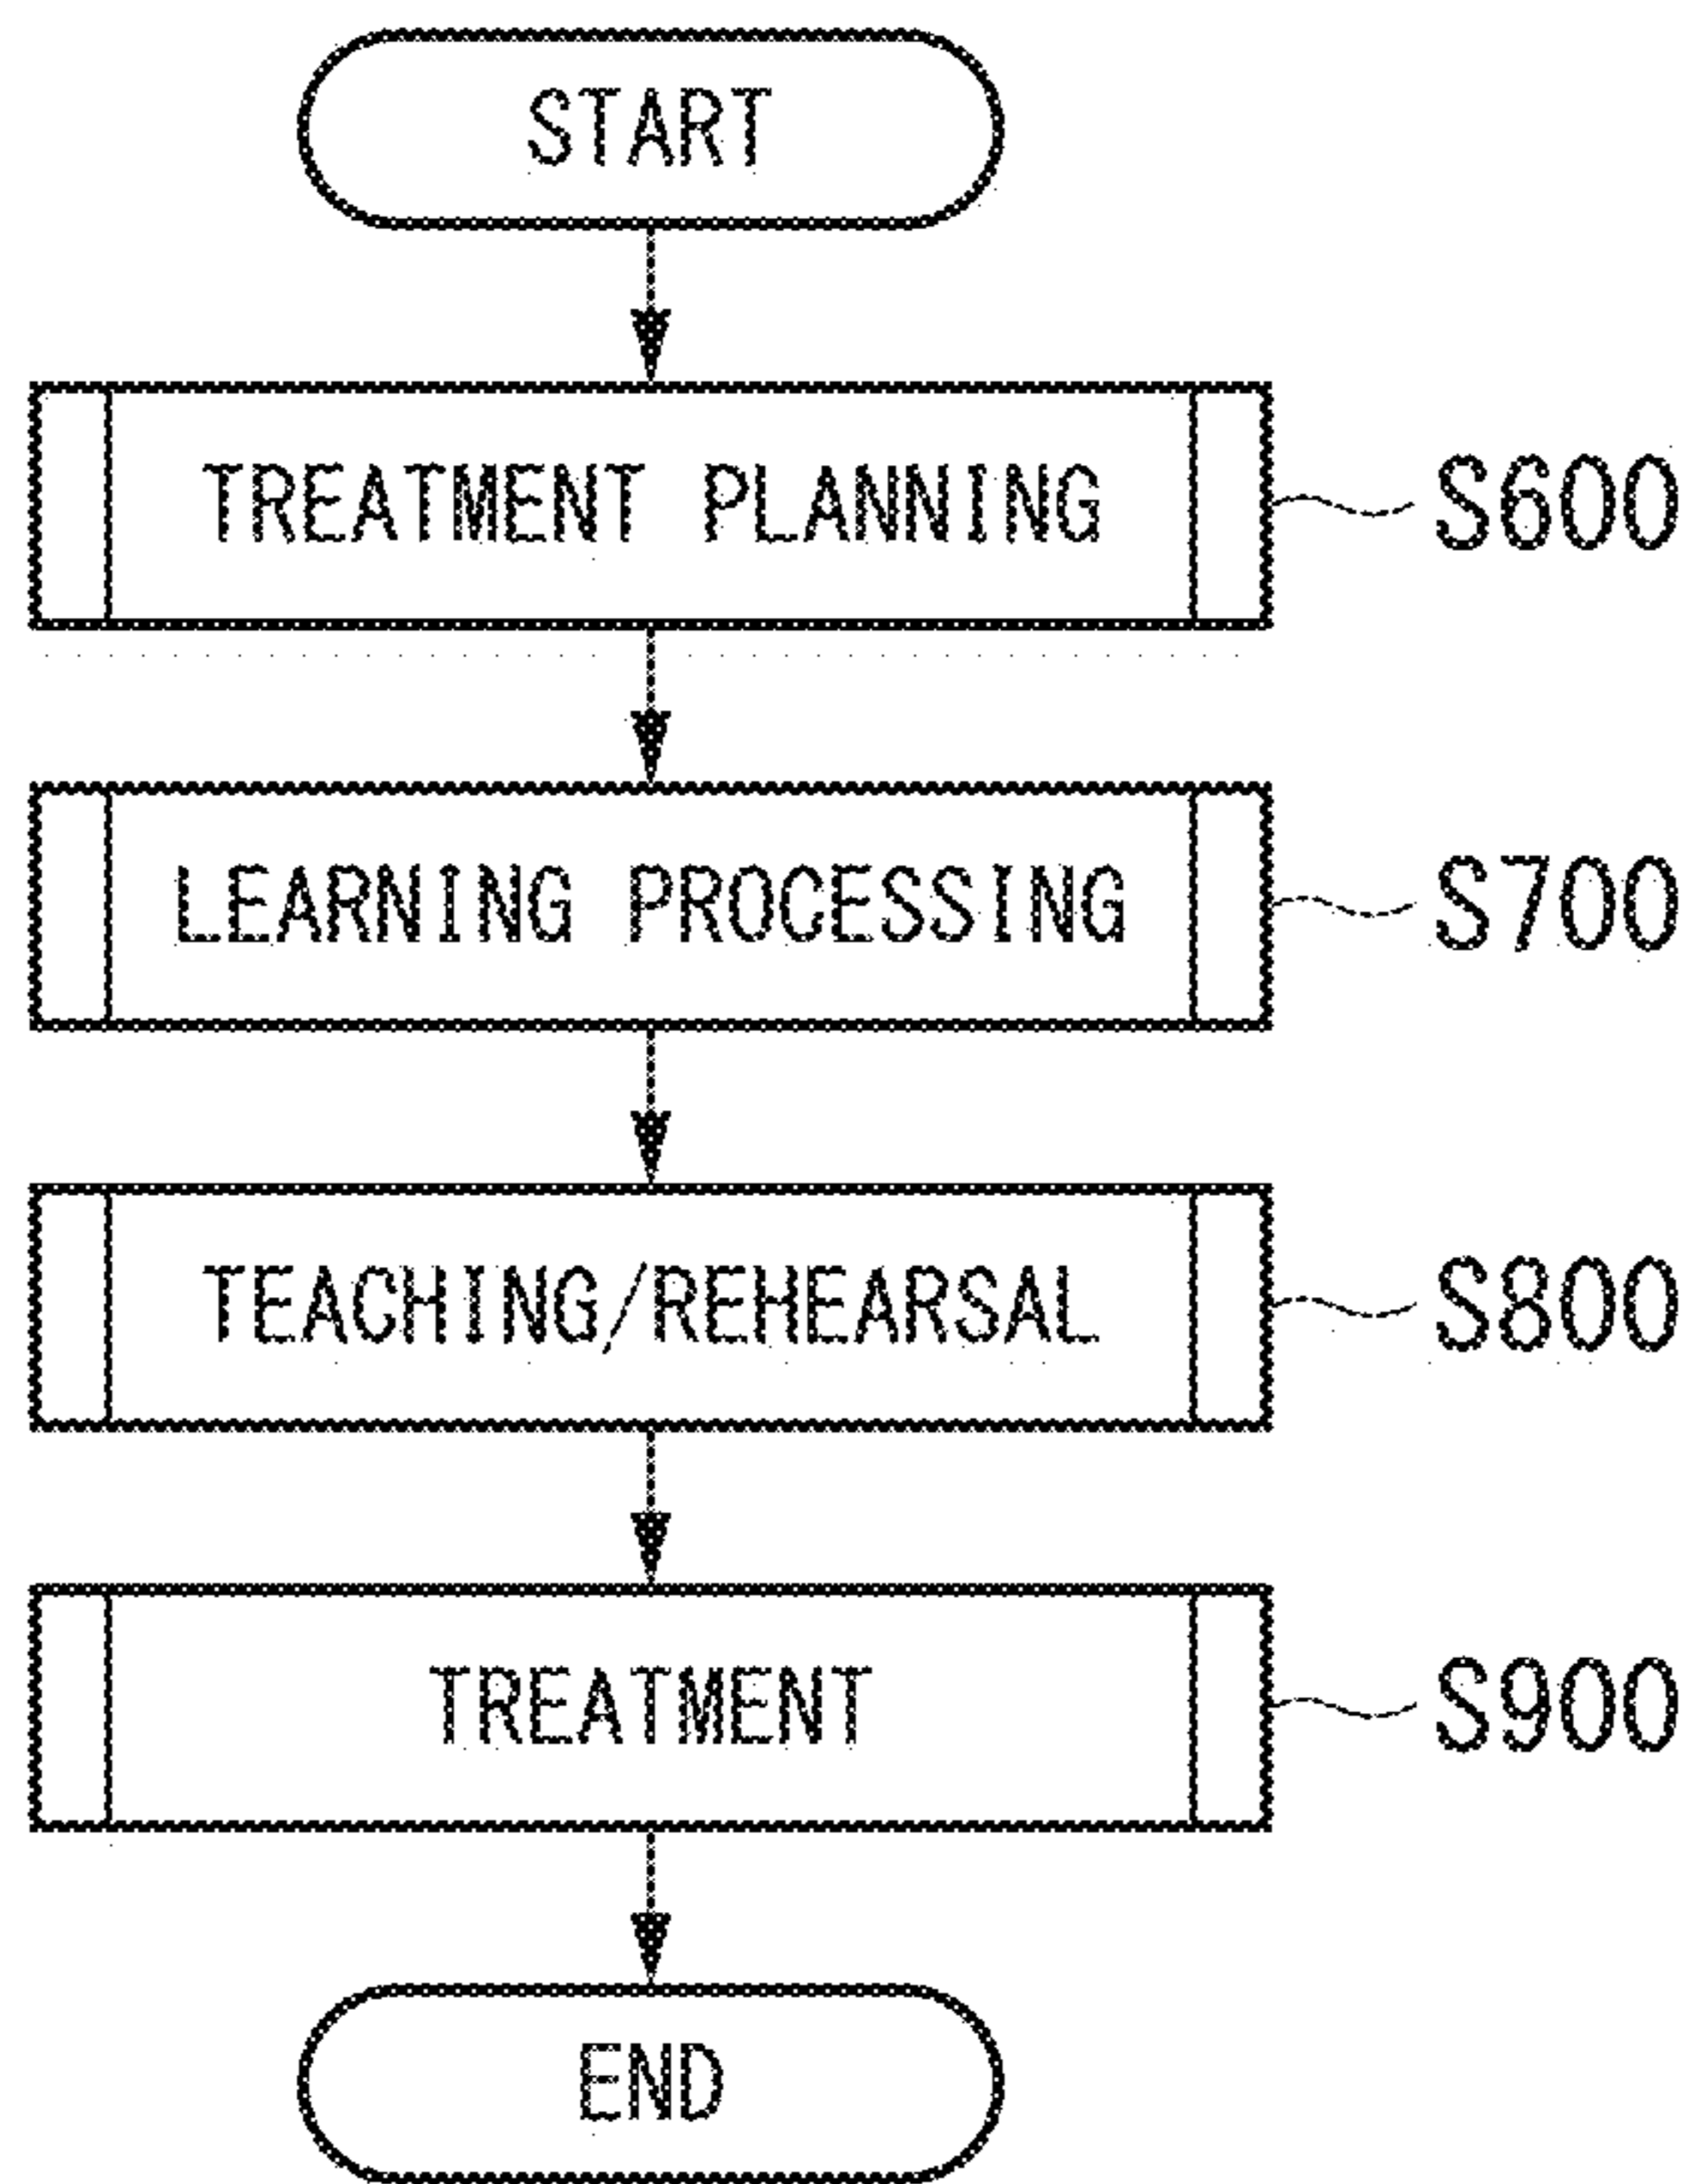 START
TREATMENT PLANNING
S600
LEARNING PROCESSING
S700
TEACHING/REHEARSAL
S800
TREATMENT
S900
END